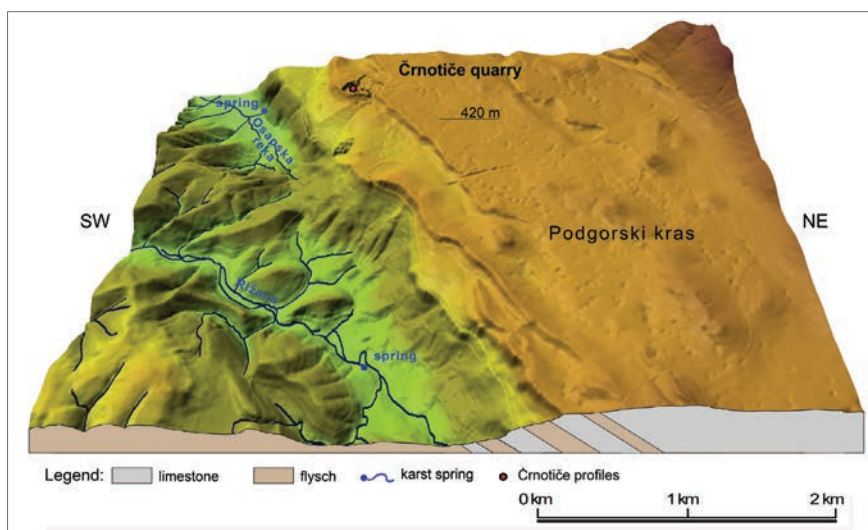 Črnotiče quarry
spring
Osapska
reka
420 m
SW
NE
Podgorski kras
Rižana
spring
Legend:
limestone
flysch
karst spring
Črnotiče profiles
0 km
1 km
2 km